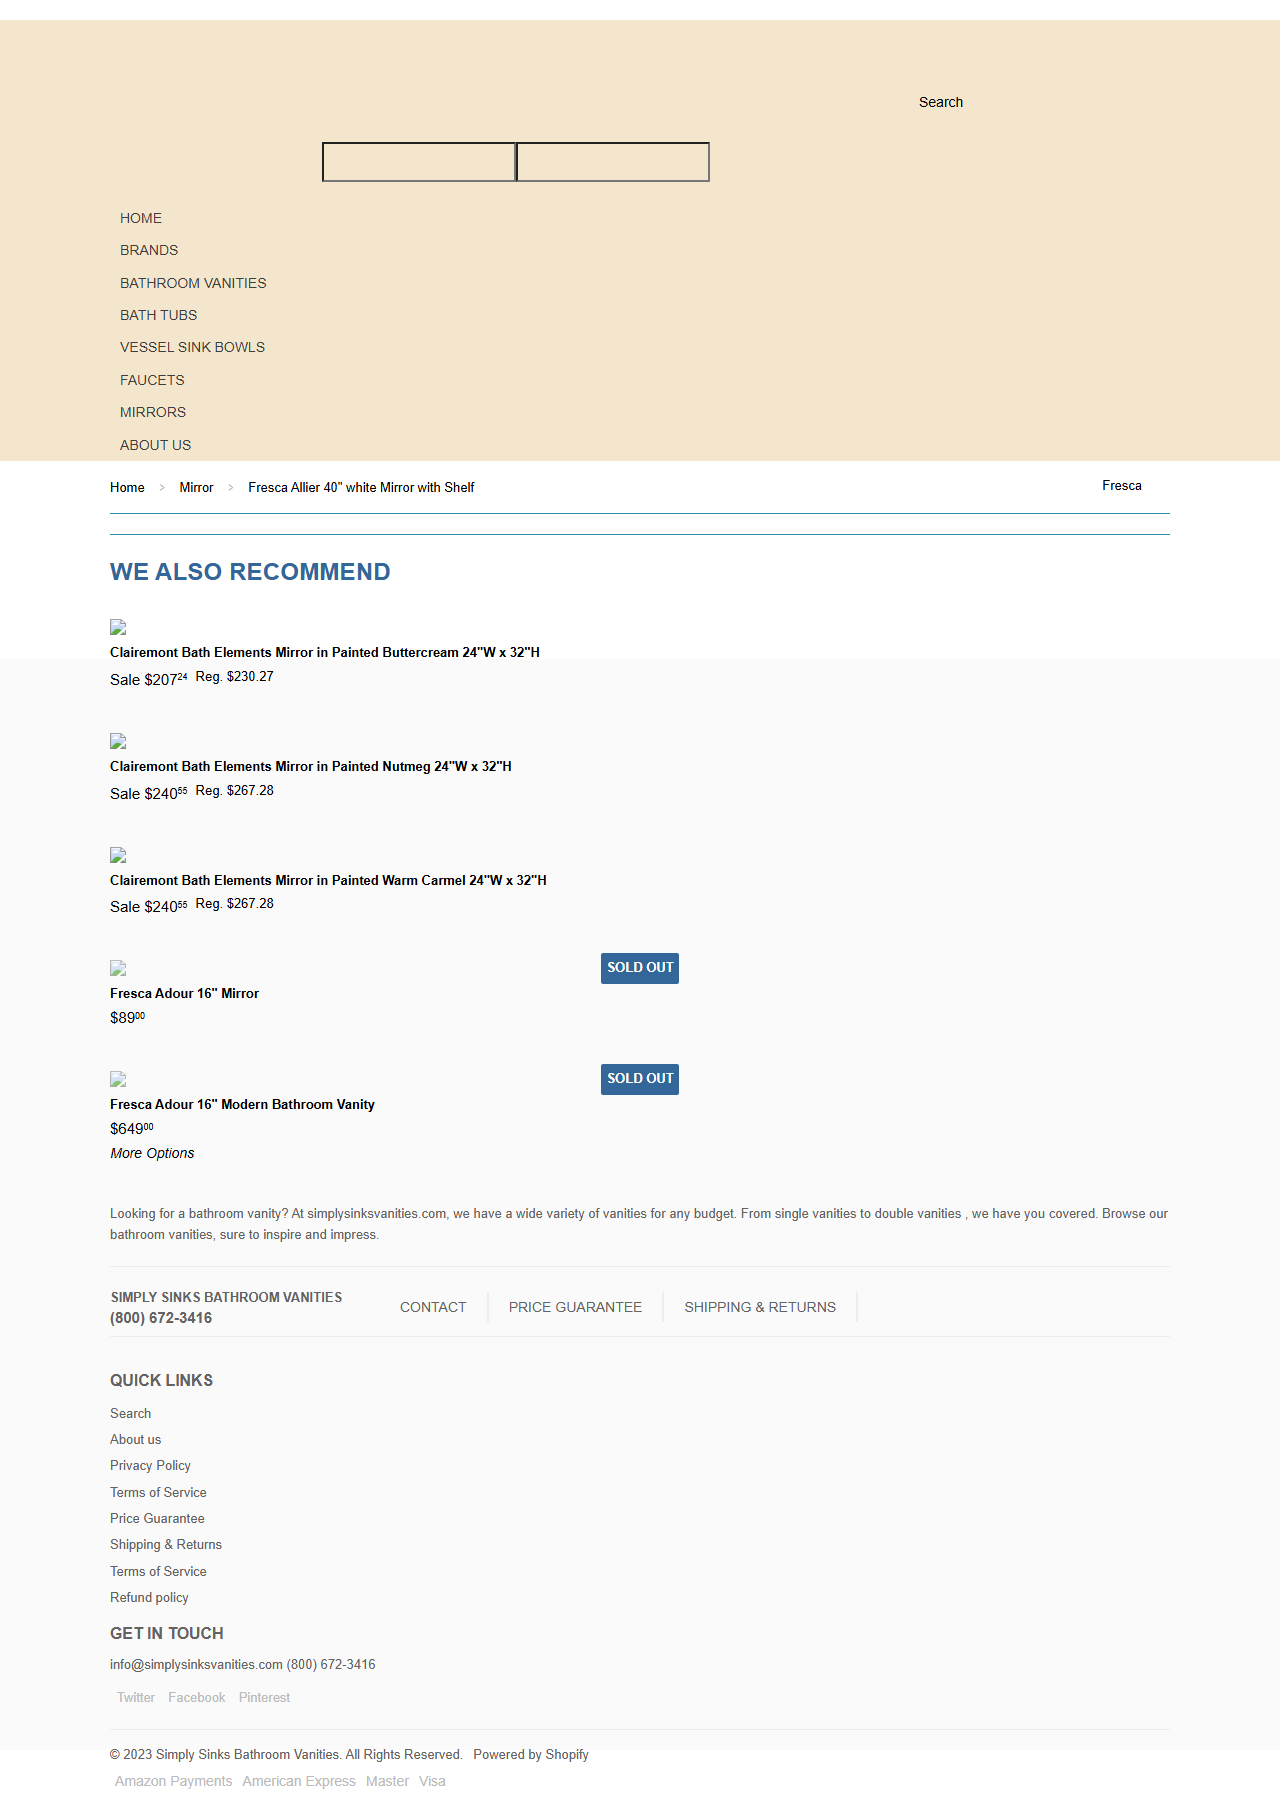 Search
HOME
BRANDS
BATHROOM VANITIES
BATH TUBS
VESSEL SINK BOWLS
FAUCETS
MIRRORS
ABOUT US
Home > Mirror > Fresca Allier 40" white Mirror with Shelf Fresca
WE ALSO RECOMMEND
Clairemont Bath Elements Mirror in Painted Buttercream 24"W x 32"H
Sale $207 24 Reg. $230.27
Clairemont Bath Elements Mirror in Painted Nutmeg 24"W x 32"H
Sale $240 55 Reg. $267.28
Clairemont Bath Elements Mirror in Painted Warm Carmel 24"W x 32"H
Sale $240 55 Reg. $267.28
SOLD OUT
Fresca Adour 16" Mirror
$89 00
SOLD OUT
Fresca Adour 16" Modern Bathroom Vanity
$649 00
More Options
Looking for a bathroom vanity? At simplysinksvanities.com, we have a wide variety of vanities for any budget. From single vanities to double vanities , we have you covered. Browse our
bathroom vanities, sure to inspire and impress.
SIMPLY SINKS BATHROOM VANITIES
(800) 672-3416
CONTACT PRICE GUARANTEE SHIPPING & RETURNS
QUICK LINKS
Search
About us
Privacy Policy
Terms of Service
Price Guarantee
Shipping & Returns
Terms of Service
Refund policy
GET IN TOUCH
info@simplysinksvanities.com (800) 672-3416
Twitter Facebook Pinterest
© 2023 Simply Sinks Bathroom Vanities. All Rights Reserved. Powered by Shopify
Amazon Payments American Express Master Visa